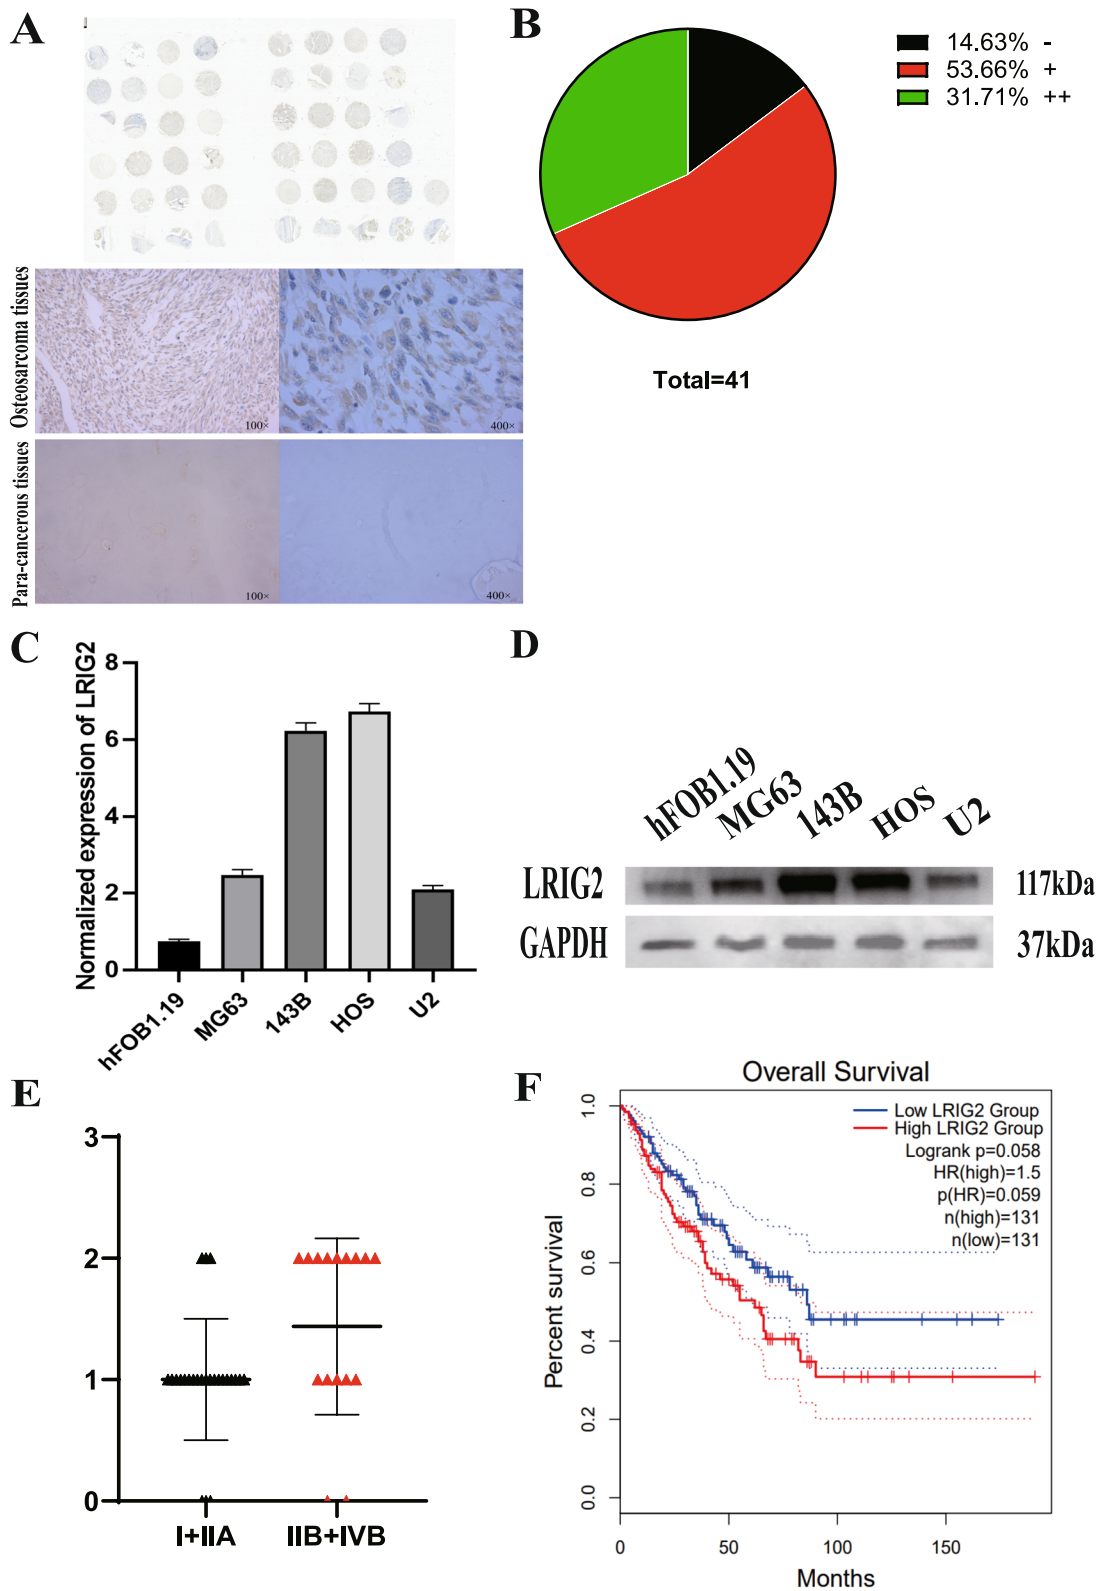 A
Osteosarcoma tissues
100×
400×
Para-cancerous tissues
100×
400×
B
14.63% -
53.66% +
31.71% ++
Total=41
C
Normalized expression of LRIG2
8
6
4
2
0
hFOB1.19
MG63
143B
HOS
U2
D
hFOB1.19
MG63
143B
HOS
U2
LRIG2
117kDa
GAPDH
37kDa
E
3
2
1
0
I+IIA
IIB+IVB
F
Overall Survival
Low LRIG2 Group
High LRIG2 Group
Logrank p=0.058
HR(high)=1.5
p(HR)=0.059
n(high)=131
n(low)=131
Percent survival
1.0
0.8
0.6
0.4
0.2
0.0
0
50
100
150
Months